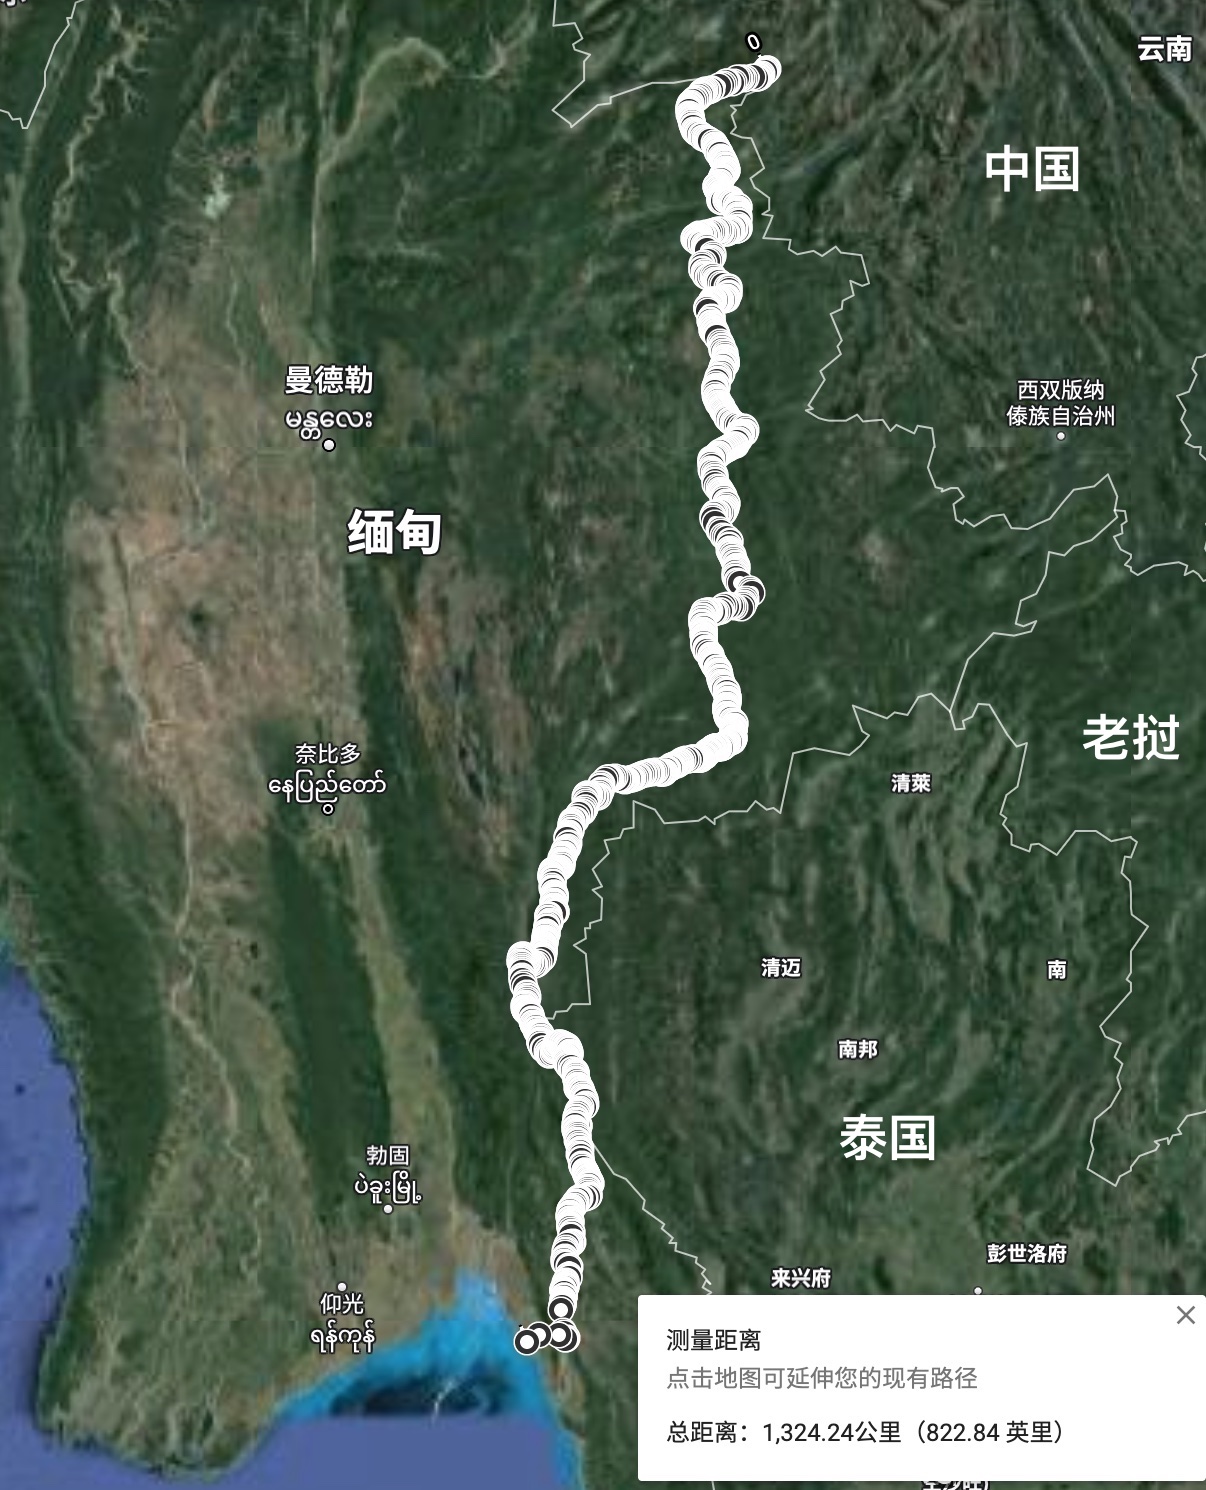 0
云南
中国
曼德勒
မန္တလေး
西双版纳
傣族自治州
缅甸
奈比多
နေပြည်တော်
老挝
清莱
清迈
南
南邦
泰国
勃固
ပဲခူးမြို့
彭世洛府
来兴府
仰光
ရန်ကုန်
测量距离
点击地图可延伸您的现有路径
总距离：1,324.24公里（822.84 英里）